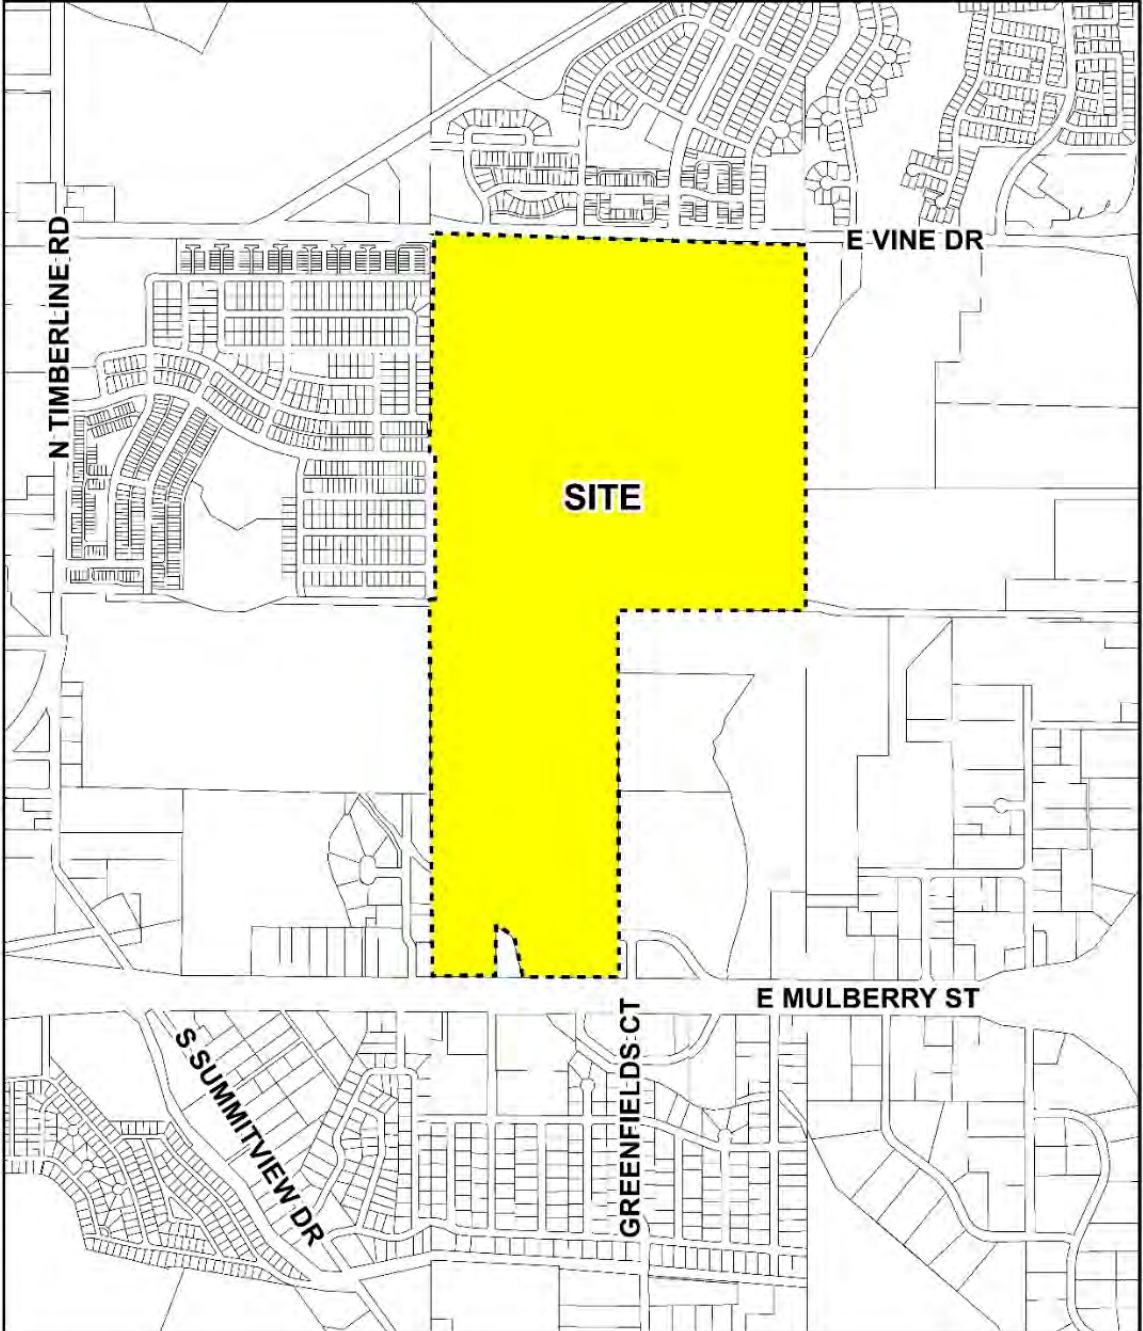 E VINE DR
N TIMBERLINE RD
SITE
E MULBERRY ST
S SUMMITVIEW DR
GREENFIELDS CT